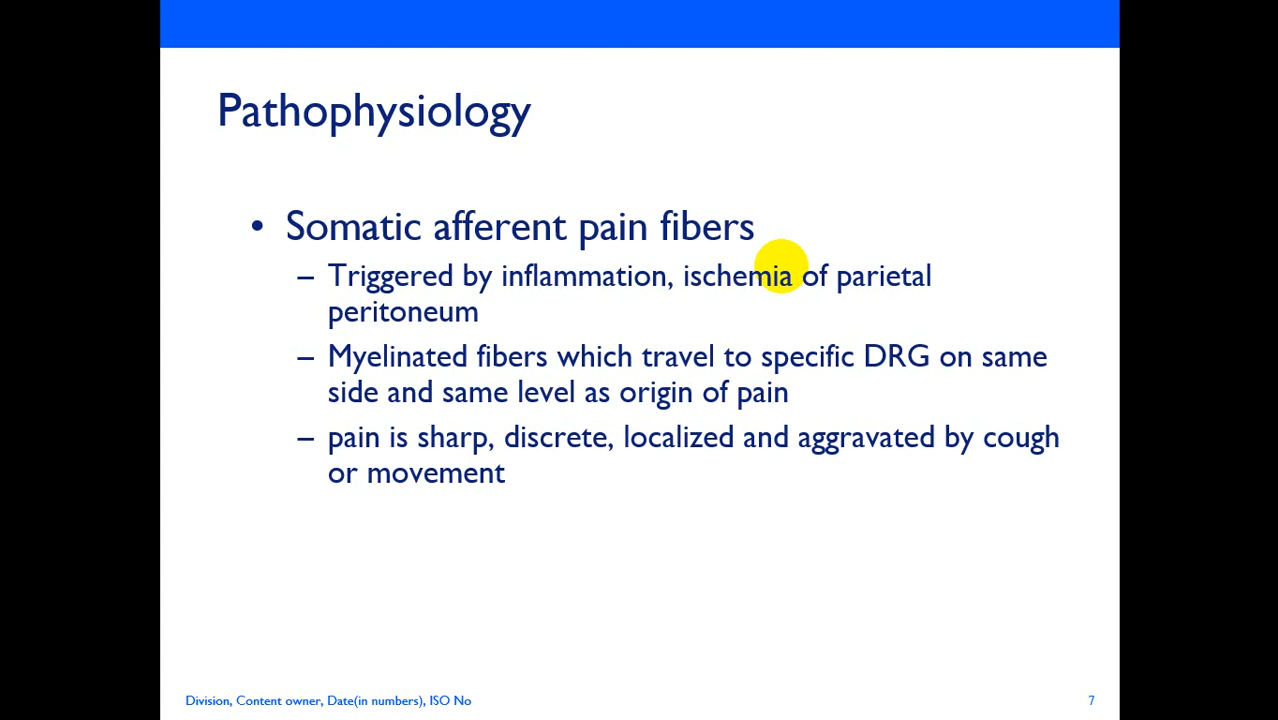 Pathophysiology
• Somatic afferent pain fibers
– Triggered by inflammation, ischemia of parietal
peritoneum
– Myelinated fibers which travel to specific DRG on same
side and same level as origin of pain
– pain is sharp, discrete, localized and aggravated by cough
or movement
Division, Content owner, Date(in numbers), ISO No
7